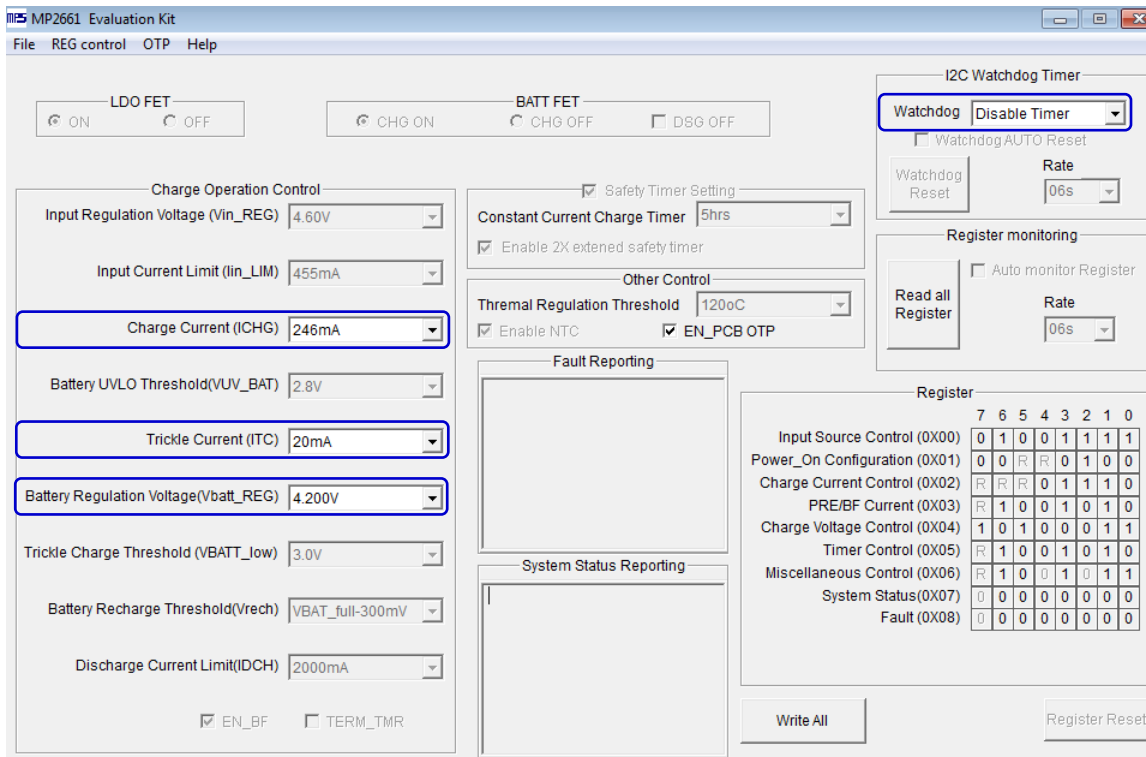 mps MP2661 Evaluation Kit
File REG control OTP Help
LDO FET
ON OFF
BATT FET
CHG ON CHG OFF DSG OFF
I2C Watchdog Timer
Watchdog Disable Timer
Watchdog AUTO Reset
Watchdog Reset
Rate
06s
Charge Operation Control
Input Regulation Voltage (Vin_REG) 4.60V
Input Current Limit (Iin_LIM) 455mA
Charge Current (ICHG) 246mA
Battery UVLO Threshold(VUV_BAT) 2.8V
Trickle Current (ITC) 20mA
Battery Regulation Voltage(Vbatt_REG) 4.200V
Trickle Charge Threshold (VBATT_low) 3.0V
Battery Recharge Threshold(Vrech) VBAT_full-300mV
Discharge Current Limit(IDCH) 2000mA
EN_BF TERM_TMR
Safety Timer Setting
Constant Current Charge Timer 5hrs
Enable 2X extened safety timer
Other Control
Thremal Regulation Threshold 120oC
Enable NTC EN_PCB OTP
Fault Reporting
System Status Reporting
Register monitoring
Auto monitor Register
Read all
Register
Rate
06s
Register
7 6 5 4 3 2 1 0
Input Source Control (0X00) 0 1 0 0 1 1 1 1
Power_On Configuration (0X01) 0 0 R R 0 1 0 0
Charge Current Control (0X02) R R R 0 1 1 1 0
PRE/BF Current (0X03) R 1 0 0 1 0 1 0
Charge Voltage Control (0X04) 1 0 1 0 0 0 1 1
Timer Control (0X05) R 1 0 0 1 0 1 0
Miscellaneous Control (0X06) R 1 0 0 1 0 1 1
System Status(0X07) 0 0 0 0 0 0 0 0
Fault (0X08) 0 0 0 0 0 0 0 0
Write All
Register Reset